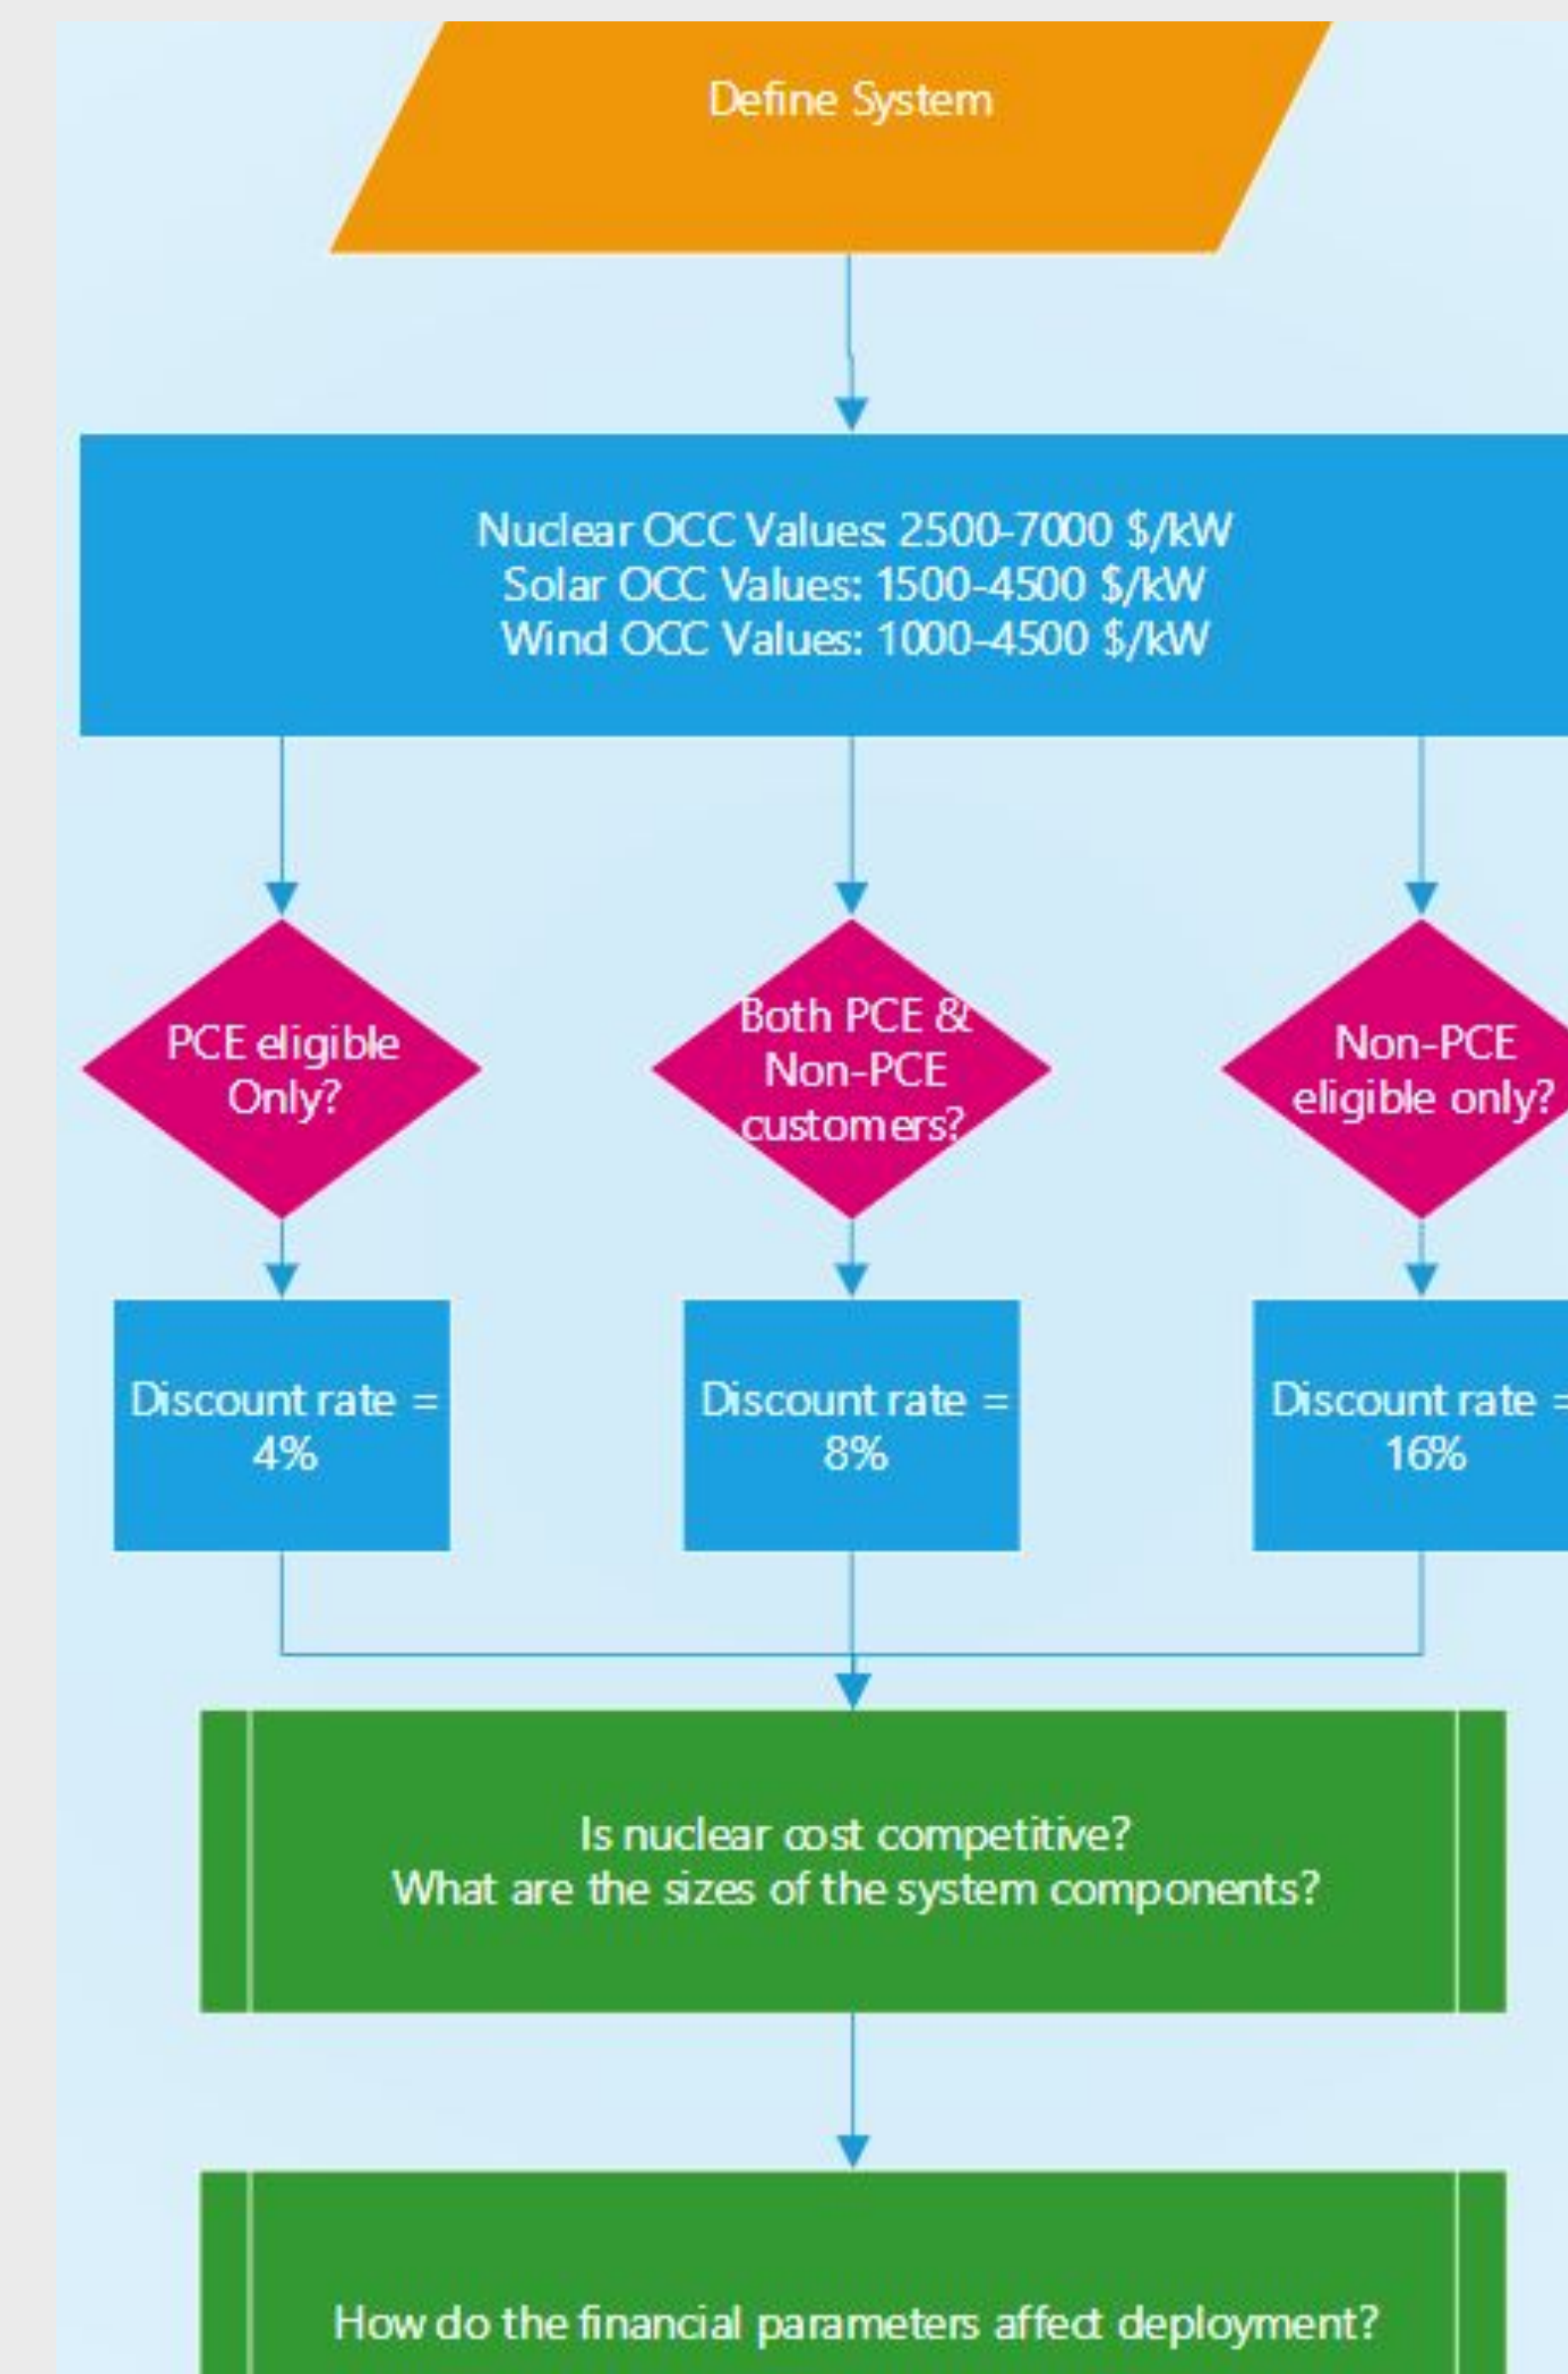 Define System
Nuclear OCC Values: 2500-7000 $/kW
Solar OCC Values: 1500-4500 $/kW
Wind OCC Values: 1000-4500 $/kW
PCE eligible
Only?
Both PCE &
Non-PCE
customers?
Non-PCE
eligible only?
Discount rate =
4%
Discount rate =
8%
Discount rate =
16%
Is nuclear cost competitive?
What are the sizes of the system components?
How do the financial parameters affect deployment?